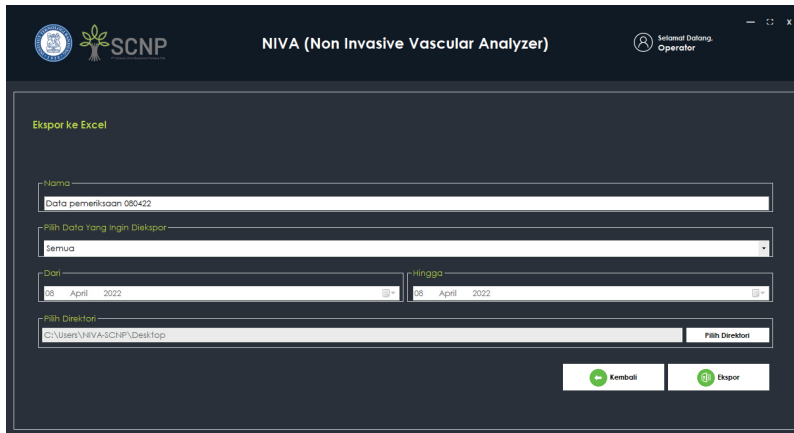 SCNP
NIVA (Non Invasive Vascular Analyzer)
Selamat Datang,
Operator
Ekspor ke Excel
Nama
Data pemeriksaan 080422
Pilih Data Yang Ingin Diekspor
Semua
Dari
08 April 2022
Hingga
08 April 2022
Pilih Direktori
C:\Users\NIVA-SCNP\Desktop
Pilih Direktori
Kembali
Ekspor